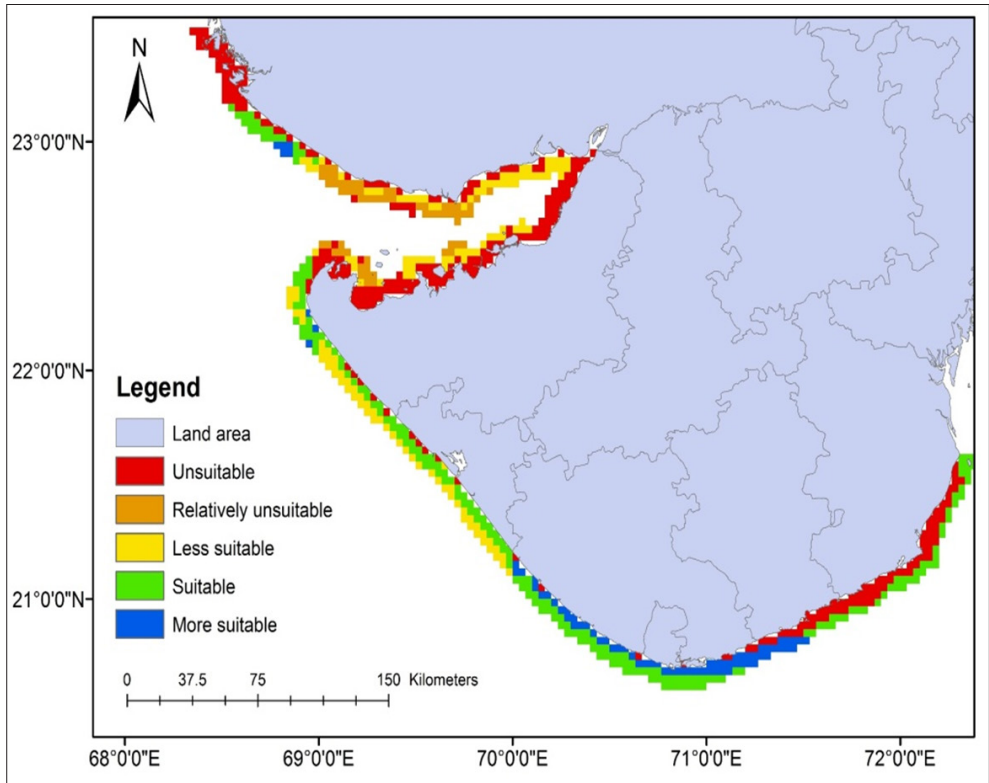 N
23°0'0"N
22°0'0"N
21°0'0"N
Legend
Land area
Unsuitable
Relatively unsuitable
Less suitable
Suitable
More suitable
0 37.5 75 150 Kilometers
68°0'0"E 69°0'0"E 70°0'0"E 71°0'0"E 72°0'0"E